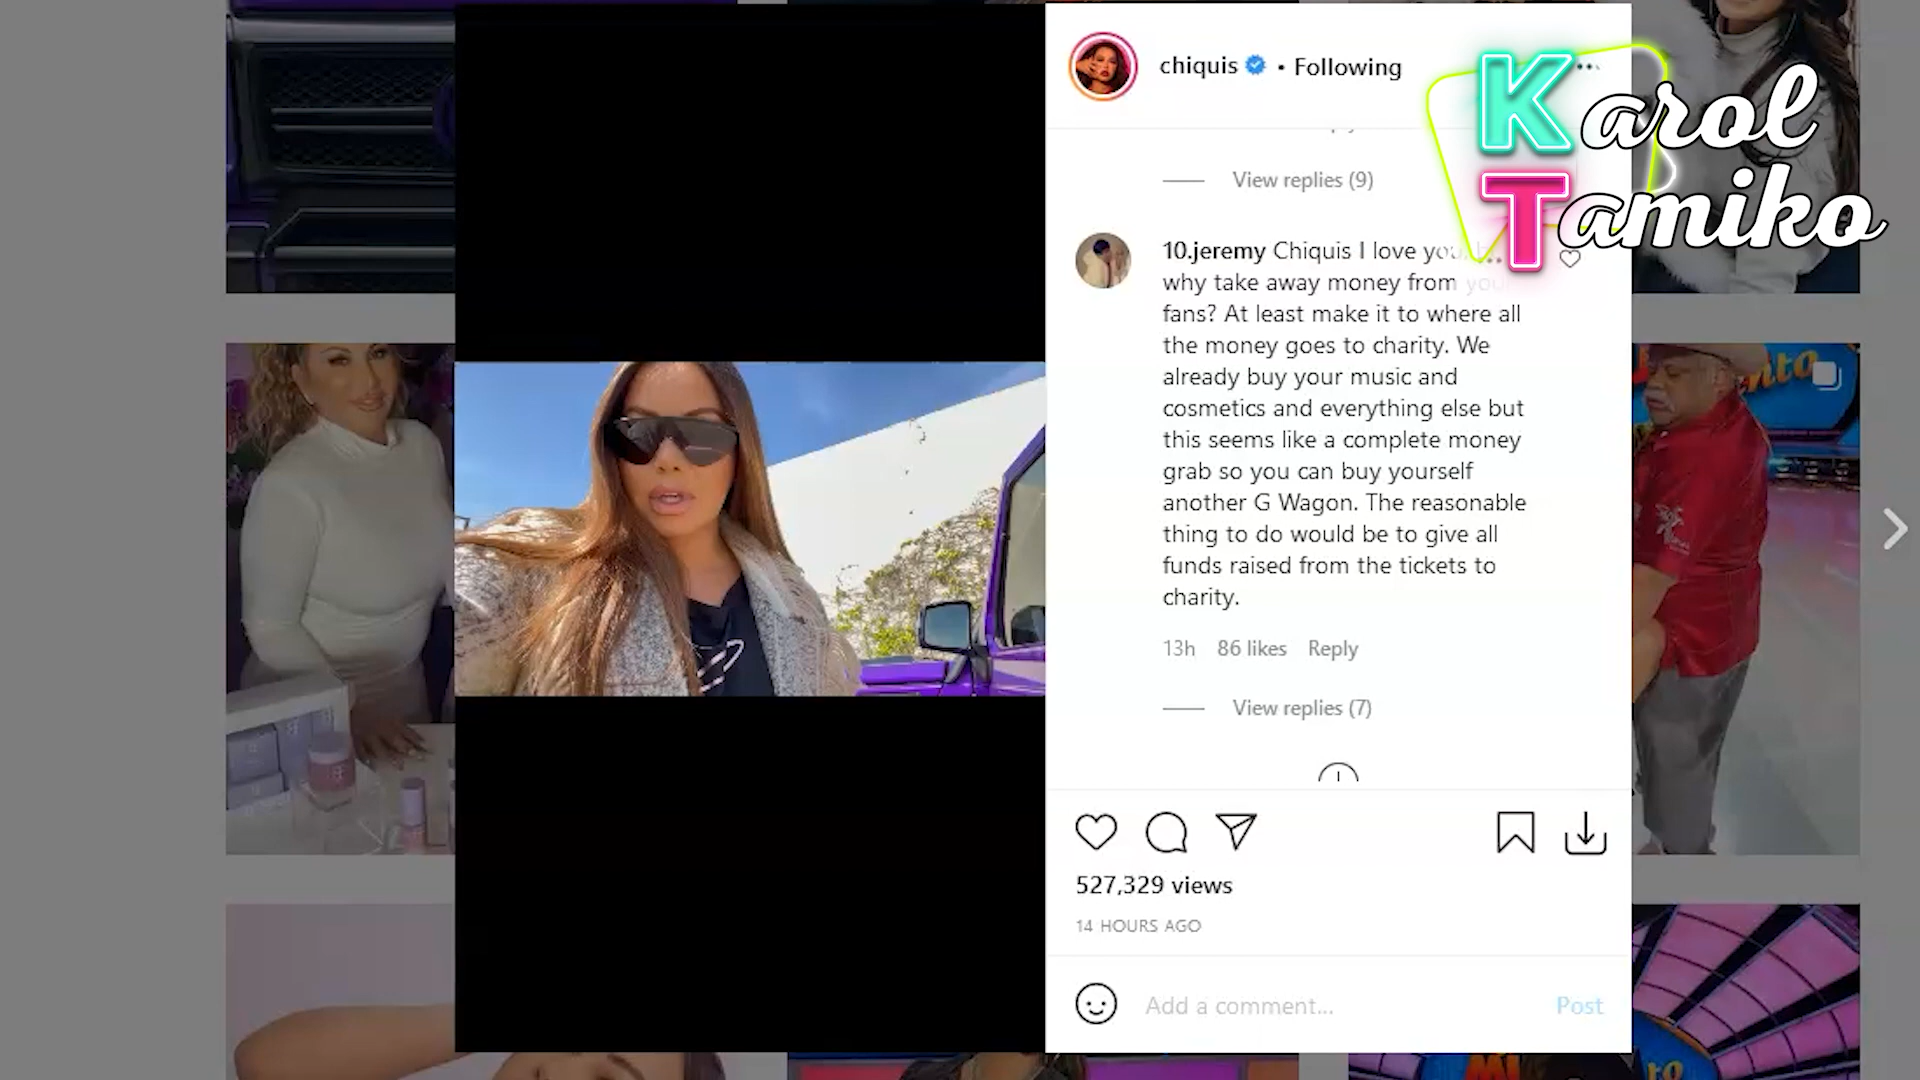 chiquis • Following
Karol
Tamiko
View replies (9)
10.jeremy Chiquis I love you
why take away money from your
fans? At least make it to where all
the money goes to charity. We
already buy your music and
cosmetics and everything else but
this seems like a complete money
grab so you can buy yourself
another G Wagon. The reasonable
thing to do would be to give all
funds raised from the tickets to
charity.
13h 86 likes Reply
View replies (7)
527,329 views
14 HOURS AGO
Add a comment... Post